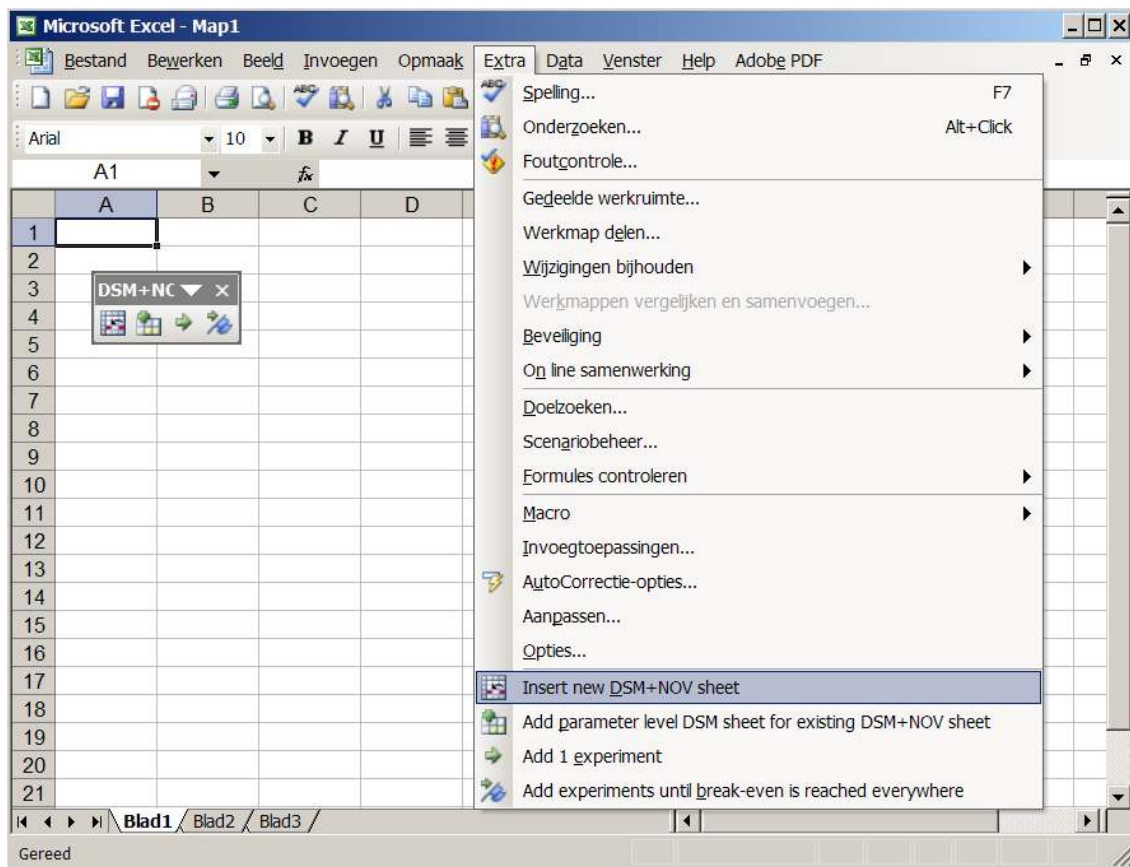 Microsoft Excel - Map1
Bestand Bewerken Beeld Invoegen Opmaak Extra Data Venster Help Adobe PDF
Arial 10 B I U
A1 fx
A B C D
1
2
3
4
5
6
7
8
9
10
11
12
13
14
15
16
17
18
19
20
21
DSM+NC
ABC Spelling... F7
Onderzoeken... Alt+Click
Foutcontrole...
Gedeelde werkruimte...
Werkmap delen...
Wijzigingen bijhouden
Werkmappen vergelijken en samenvoegen...
Beveiliging
On line samenwerking
Doelzoeken...
Scenariobeheer...
Formules controleren
Macro
Invoegtoepassingen...
AutoCorrectie-opties...
Aanpassen...
Opties...
Insert new DSM+NOV sheet
Add parameter level DSM sheet for existing DSM+NOV sheet
Add 1 experiment
Add experiments until break-even is reached everywhere
Blad1 Blad2 Blad3
Gereed